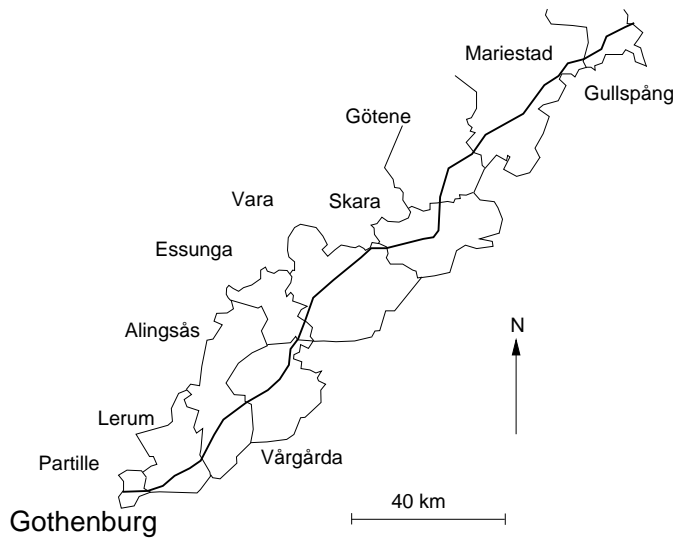 Mariestad
Gullspång
Götene
Vara
Skara
Essunga
Alingsås
N
Lerum
Partille
Vårgårda
40 km
Gothenburg